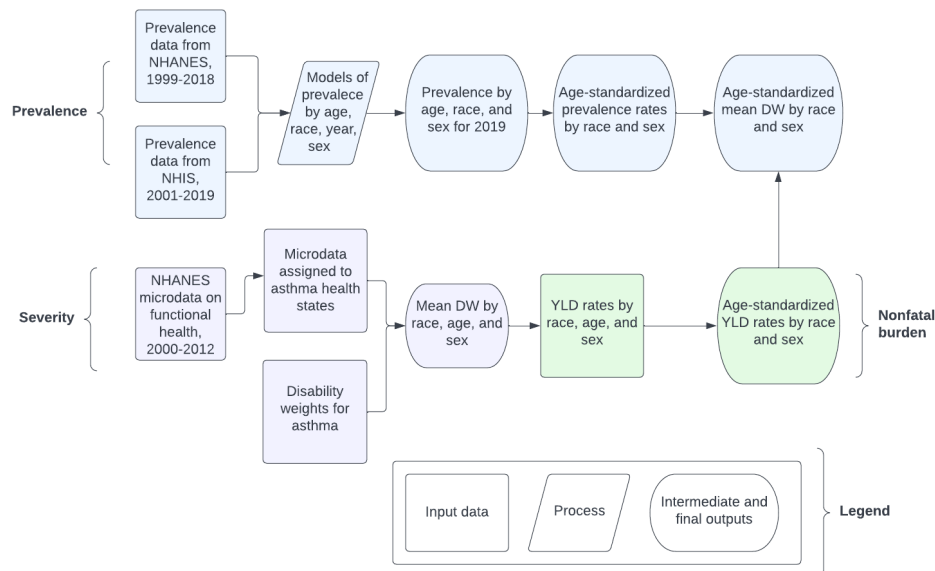 Prevalence
Prevalence
data from
NHANES,
1999-2018
Prevalence
data from
NHIS,
2001-2019
Models of
prevalece
by age,
race, year,
sex
Prevalence by
age, race, and
sex for 2019
Age-standardized
prevalence rates
by race and sex
Age-standardized
mean DW by race
and sex
Severity
NHANES
microdata on
functional
health,
2000-2012
Microdata
assigned to
asthma health
states
Disability
weights for
asthma
Mean DW by
race, age, and
sex
YLD rates by
race, age, and
sex
Age-standardized
YLD rates by race
and sex
Nonfatal
burden
Input data
Process
Intermediate and
final outputs
Legend